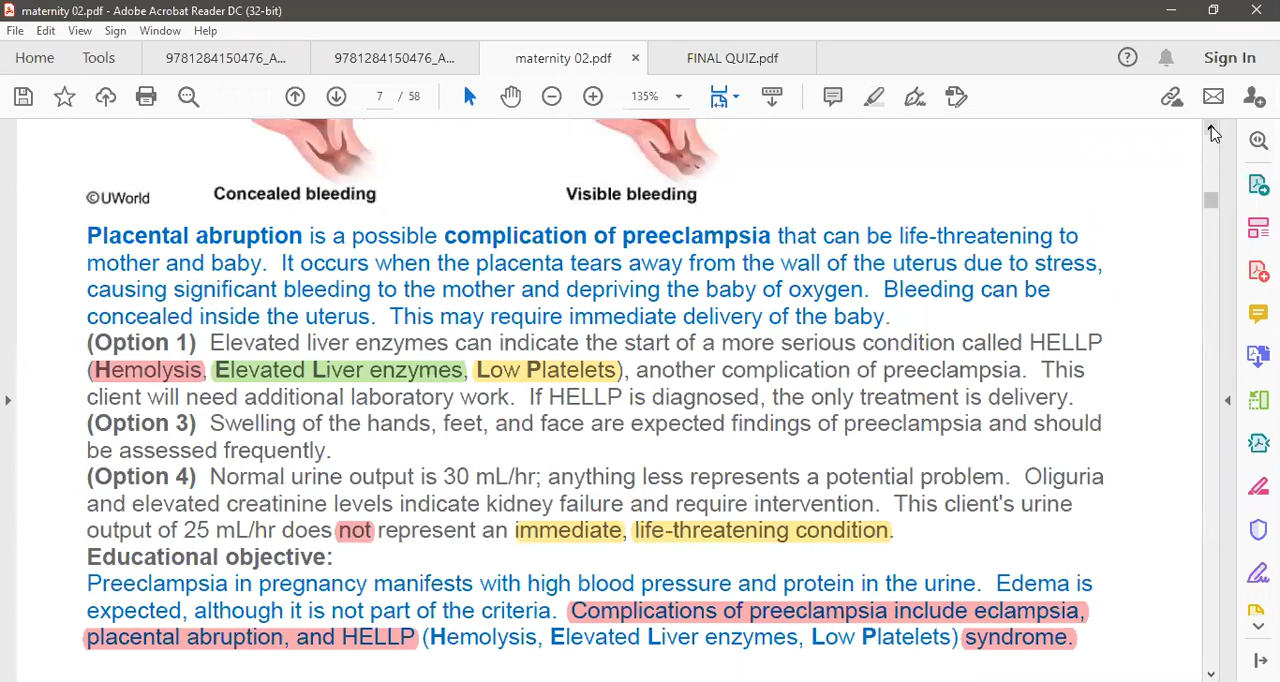 maternity 02.pdf - Adobe Acrobat Reader DC (32-bit)
File Edit View Sign Window Help
Home Tools 9781284150476_A... 9781284150476_A... maternity 02.pdf × FINAL QUIZ.pdf Sign In
7 / 58 135%
©UWorld Concealed bleeding Visible bleeding
Placental abruption is a possible complication of preeclampsia that can be life-threatening to
mother and baby. It occurs when the placenta tears away from the wall of the uterus due to stress,
causing significant bleeding to the mother and depriving the baby of oxygen. Bleeding can be
concealed inside the uterus. This may require immediate delivery of the baby.
(Option 1) Elevated liver enzymes can indicate the start of a more serious condition called HELLP
(Hemolysis, Elevated Liver enzymes, Low Platelets), another complication of preeclampsia. This
client will need additional laboratory work. If HELLP is diagnosed, the only treatment is delivery.
(Option 3) Swelling of the hands, feet, and face are expected findings of preeclampsia and should
be assessed frequently.
(Option 4) Normal urine output is 30 mL/hr; anything less represents a potential problem. Oliguria
and elevated creatinine levels indicate kidney failure and require intervention. This client's urine
output of 25 mL/hr does not represent an immediate, life-threatening condition.
Educational objective:
Preeclampsia in pregnancy manifests with high blood pressure and protein in the urine. Edema is
expected, although it is not part of the criteria. Complications of preeclampsia include eclampsia,
placental abruption, and HELLP (Hemolysis, Elevated Liver enzymes, Low Platelets) syndrome.